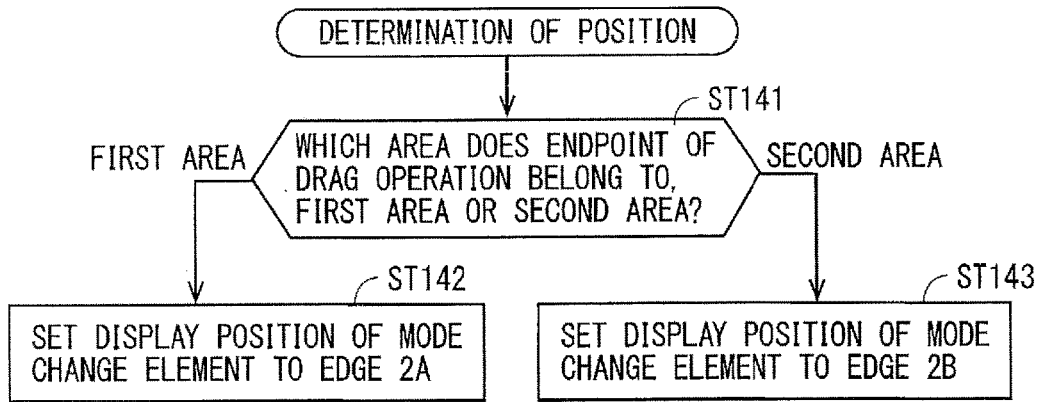 DETERMINATION OF POSITION
ST141
FIRST AREA
WHICH AREA DOES ENDPOINT OF
DRAG OPERATION BELONG TO,
FIRST AREA OR SECOND AREA?
SECOND AREA
ST142
SET DISPLAY POSITION OF MODE
CHANGE ELEMENT TO EDGE 2A
ST143
SET DISPLAY POSITION OF MODE
CHANGE ELEMENT TO EDGE 2B